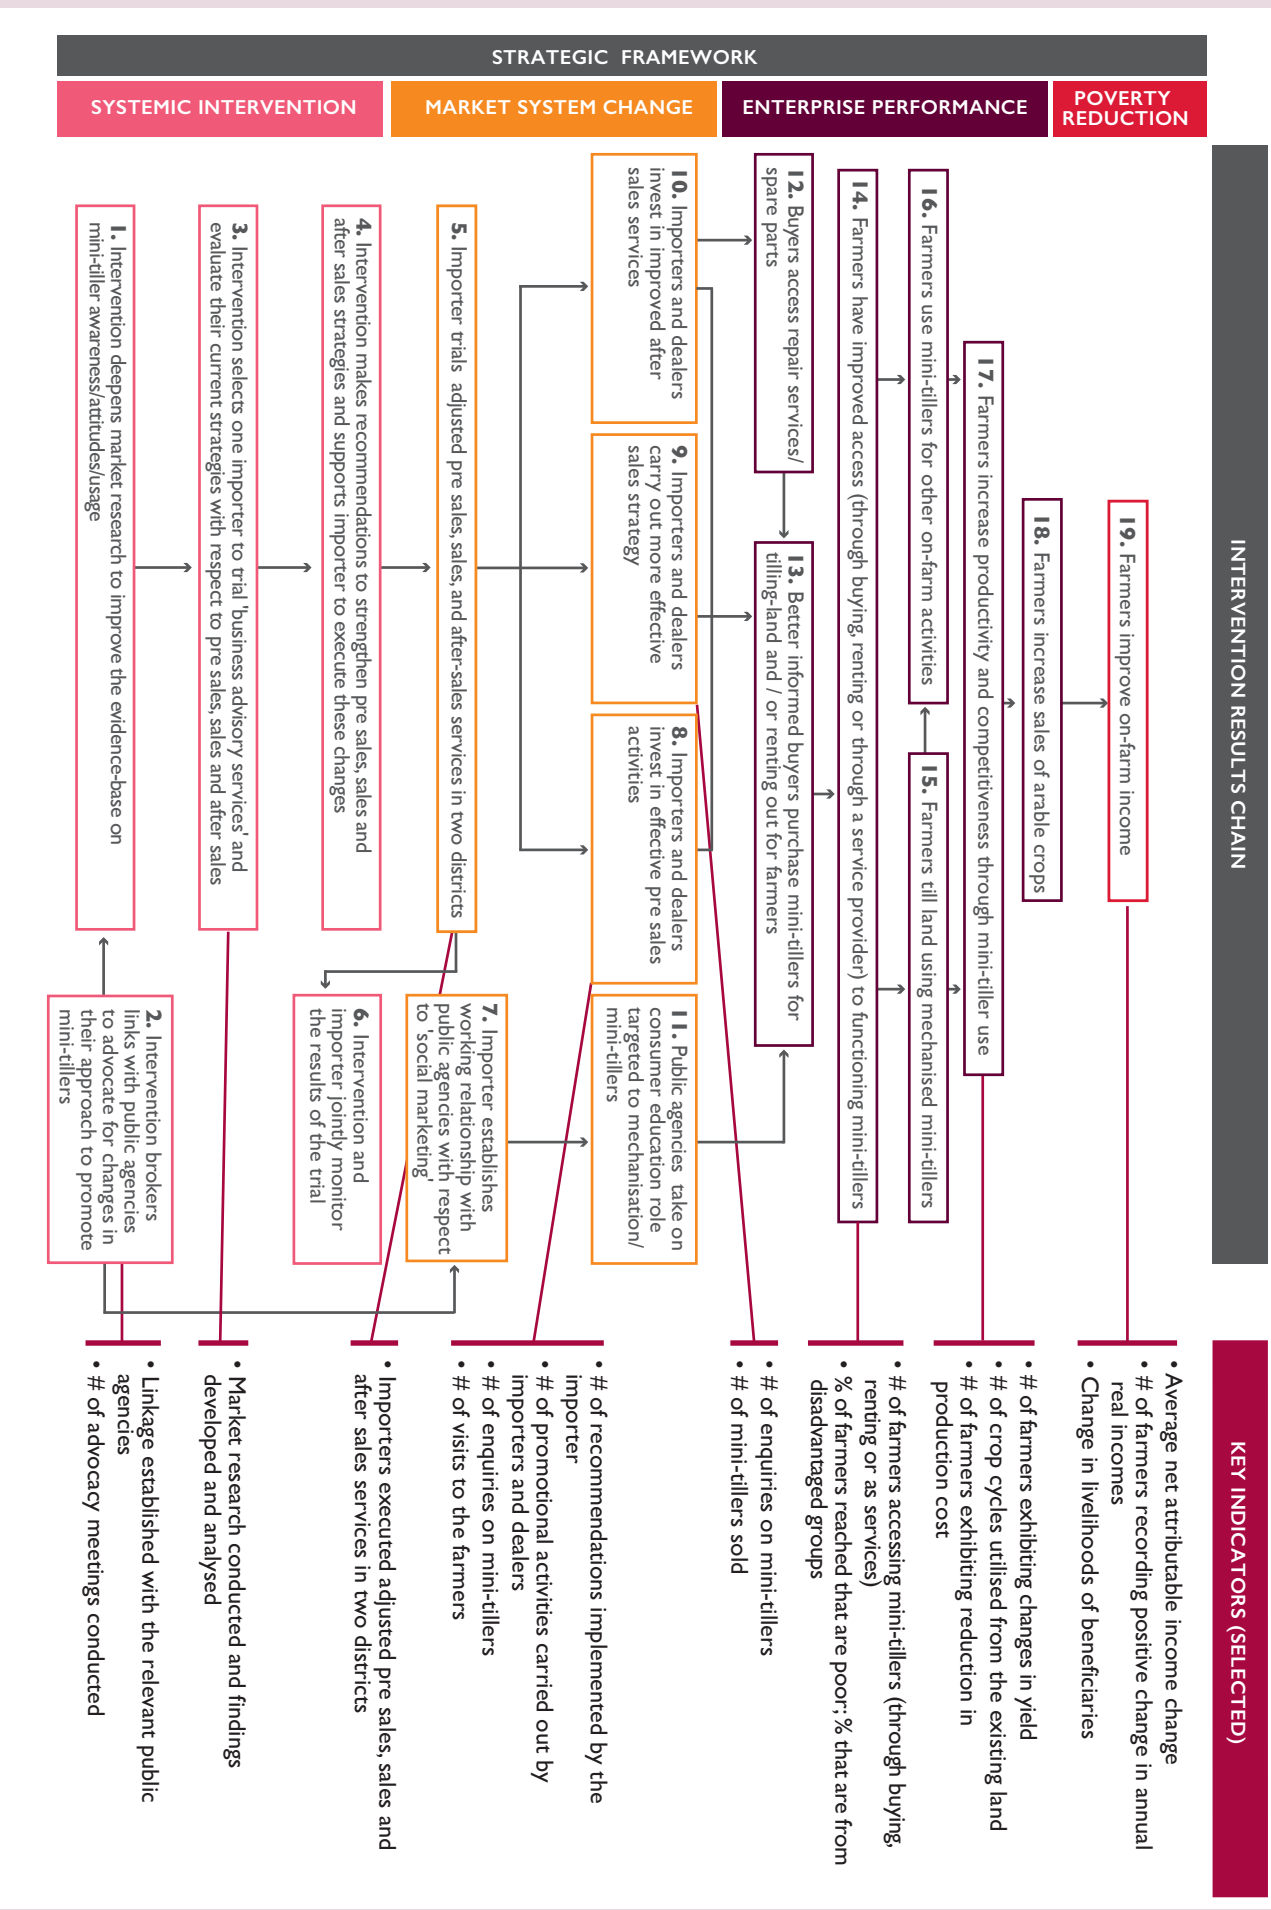 STRATEGIC FRAMEWORK
SYSTEMIC INTERVENTION
MARKET SYSTEM CHANGE
ENTERPRISE PERFORMANCE
POVERTY
REDUCTION
INTERVENTION RESULTS CHAIN
KEY INDICATORS (SELECTED)
19. Farmers improve on-farm income
18. Farmers increase sales of arable crops
17. Farmers increase productivity and competitiveness through mini-tiller use
16. Farmers use mini-tillers for other on-farm activities
15. Farmers till land using mechanised mini-tillers
14. Farmers have improved access (through buying, renting or through a service provider) to functioning mini-tillers
12. Buyers access repair services/
spare parts
13. Better informed buyers purchase mini-tillers for
tilling-land and / or renting out for farmers
10. Importers and dealers
invest in improved after
sales services
9. Importers and dealers
carry out more effective
sales strategy
8. Importers and dealers
invest in effective pre sales
activities
11. Public agencies take on
consumer education role
targeted to mechanisation/
mini-tillers
5. Importer trials adjusted pre sales, sales, and after-sales services in two districts
7. Importer establishes
working relationship with
public agencies with respect
to 'social marketing'
4. Intervention makes recommendations to strengthen pre sales, sales and
after sales strategies and supports importer to execute these changes
6. Intervention and
importer jointly monitor
the results of the trial
3. Intervention selects one importer to trial 'business advisory services' and
evaluate their current strategies with respect to pre sales, sales and after sales
1. Intervention deepens market research to improve the evidence-base on
mini-tiller awareness/attitudes/usage
2. Intervention brokers
links with public agencies
to advocate for changes in
their approach to promote
mini-tillers
• Average net attributable income change
• # of farmers recording positive change in annual
real incomes
• Change in livelihoods of beneficiaries
• # of farmers exhibiting changes in yield
• # of crop cycles utilised from the existing land
• # of farmers exhibiting reduction in
production cost
• # of farmers accessing mini-tillers (through buying,
renting or as services)
• % of farmers reached that are poor; % that are from
disadvantaged groups
• # of enquiries on mini-tillers
• # of mini-tillers sold
• # of recommendations implemented by the
importer
• # of promotional activities carried out by
importers and dealers
• # of enquiries on mini-tillers
• # of visits to the farmers
• Importers executed adjusted pre sales, sales and
after sales services in two districts
• Market research conducted and findings
developed and analysed
• Linkage established with the relevant public
agencies
• # of advocacy meetings conducted